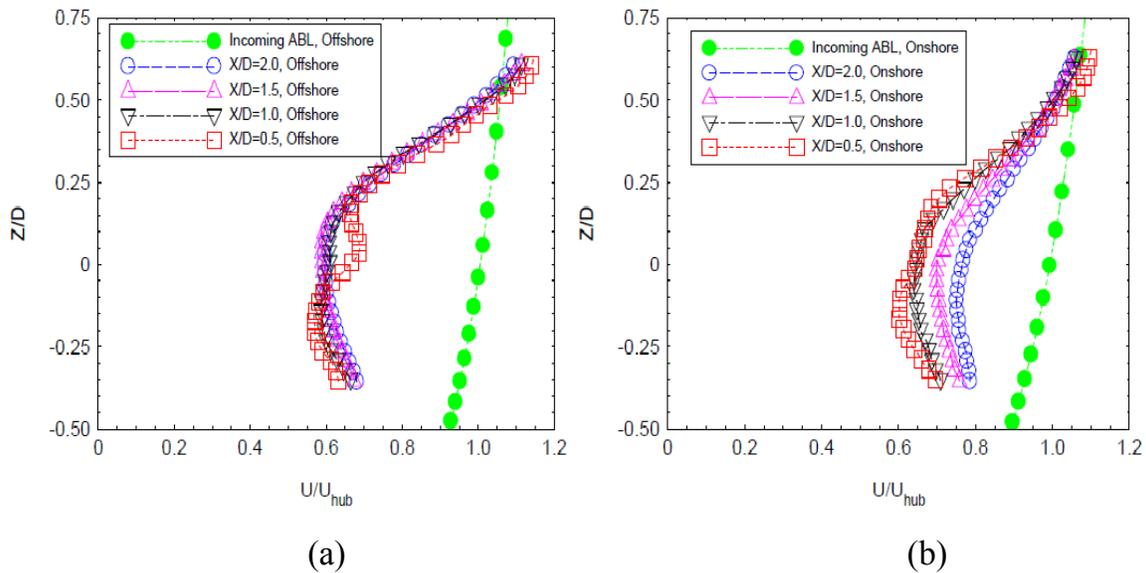 0.75
0.50
0.25
0
-0.25
-0.50
Z/D
Incoming ABL, Offshore
X/D=2.0, Offshore
X/D=1.5, Offshore
X/D=1.0, Offshore
X/D=0.5, Offshore
0 0.2 0.4 0.6 0.8 1.0 1.2
U/Uhub
(a)
0.75
0.50
0.25
0
-0.25
-0.50
Z/D
Incoming ABL, Onshore
X/D=2.0, Onshore
X/D=1.5, Onshore
X/D=1.0, Onshore
X/D=0.5, Onshore
0 0.2 0.4 0.6 0.8 1.0 1.2
U/Uhub
(b)